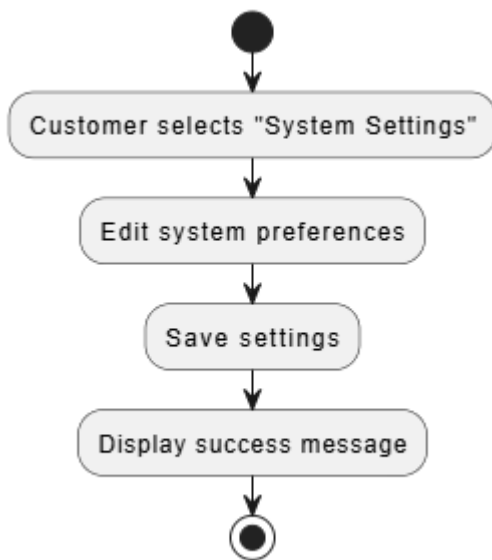 Customer selects "System Settings"
Edit system preferences
Save settings
Display success message